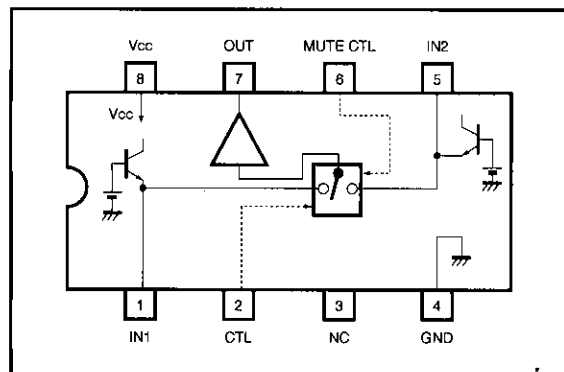 Vcc OUT MUTE CTL IN2
8 7 6 5
Vcc
1 2 3 4
IN1 CTL NC GND